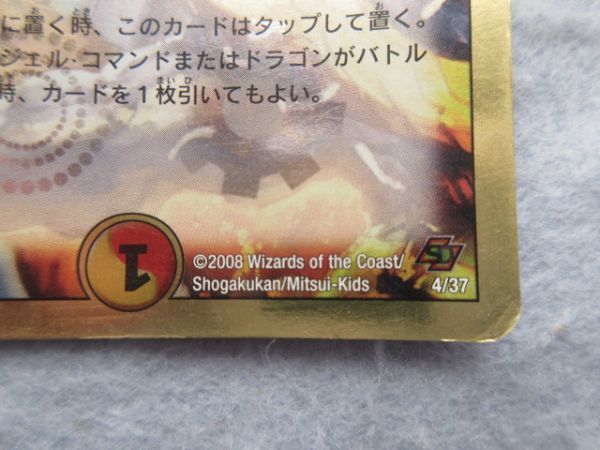 に置く時、このカードはタップして置く。
ジェル・コマンドまたはドラゴンがバトル
時、カードを1枚引いてもよい。
1
©2008 Wizards of the Coast/
Shogakukan/Mitsui-Kids
4/37